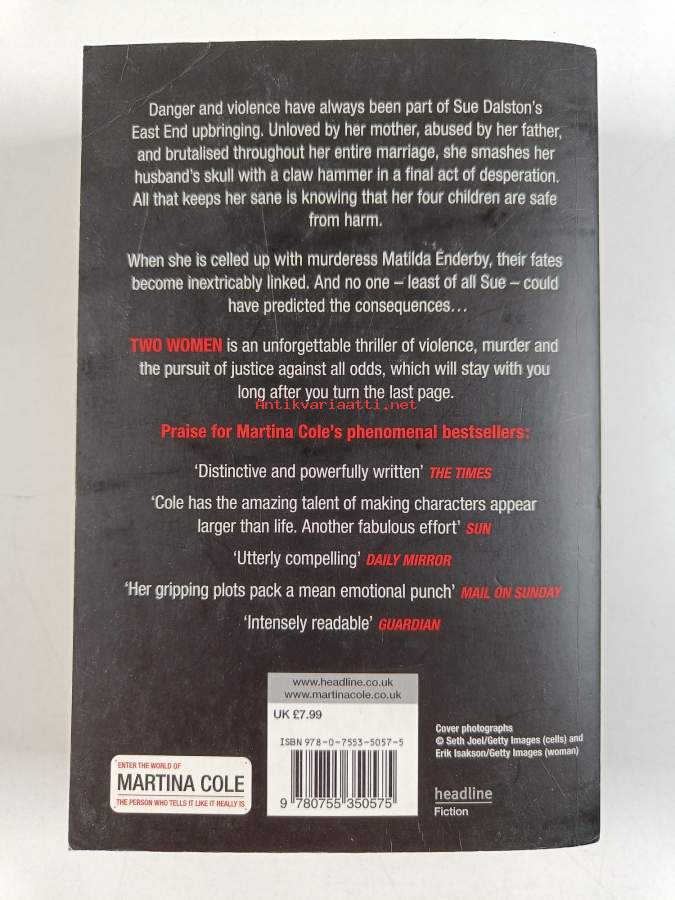 Danger and violence have always been part of Sue Dalston's
East End upbringing. Unloved by her mother, abused by her father,
and brutalised throughout her entire marriage, she smashes her
husband's skull with a claw hammer in a final act of desperation.
All that keeps her sane is knowing that her four children are safe
from harm.
When she is celled up with murderess Matilda Enderby, their fates
become inextricably linked. And no one – least of all Sue – could
have predicted the consequences…
TWO WOMEN is an unforgettable thriller of violence, murder and
the pursuit of justice against all odds, which will stay with you
long after you turn the last page.
Antikvariaatti.net
Praise for Martina Cole's phenomenal bestsellers:
'Distinctive and powerfully written' THE TIMES
'Cole has the amazing talent of making characters appear
larger than life. Another fabulous effort' SUN
'Utterly compelling' DAILY MIRROR
'Her gripping plots pack a mean emotional punch' MAIL ON SUNDAY
'Intensely readable' GUARDIAN
www.headline.co.uk
www.martinacole.co.uk
UK £7.99
ISBN 978-0-7553-5057-5
9 780755 350575
Cover photographs
© Seth Joel/Getty Images (cells) and
Erik Isakson/Getty Images (woman)
headline
Fiction
ENTER THE WORLD OF
MARTINA COLE
THE PERSON WHO TELLS IT LIKE IT REALLY IS